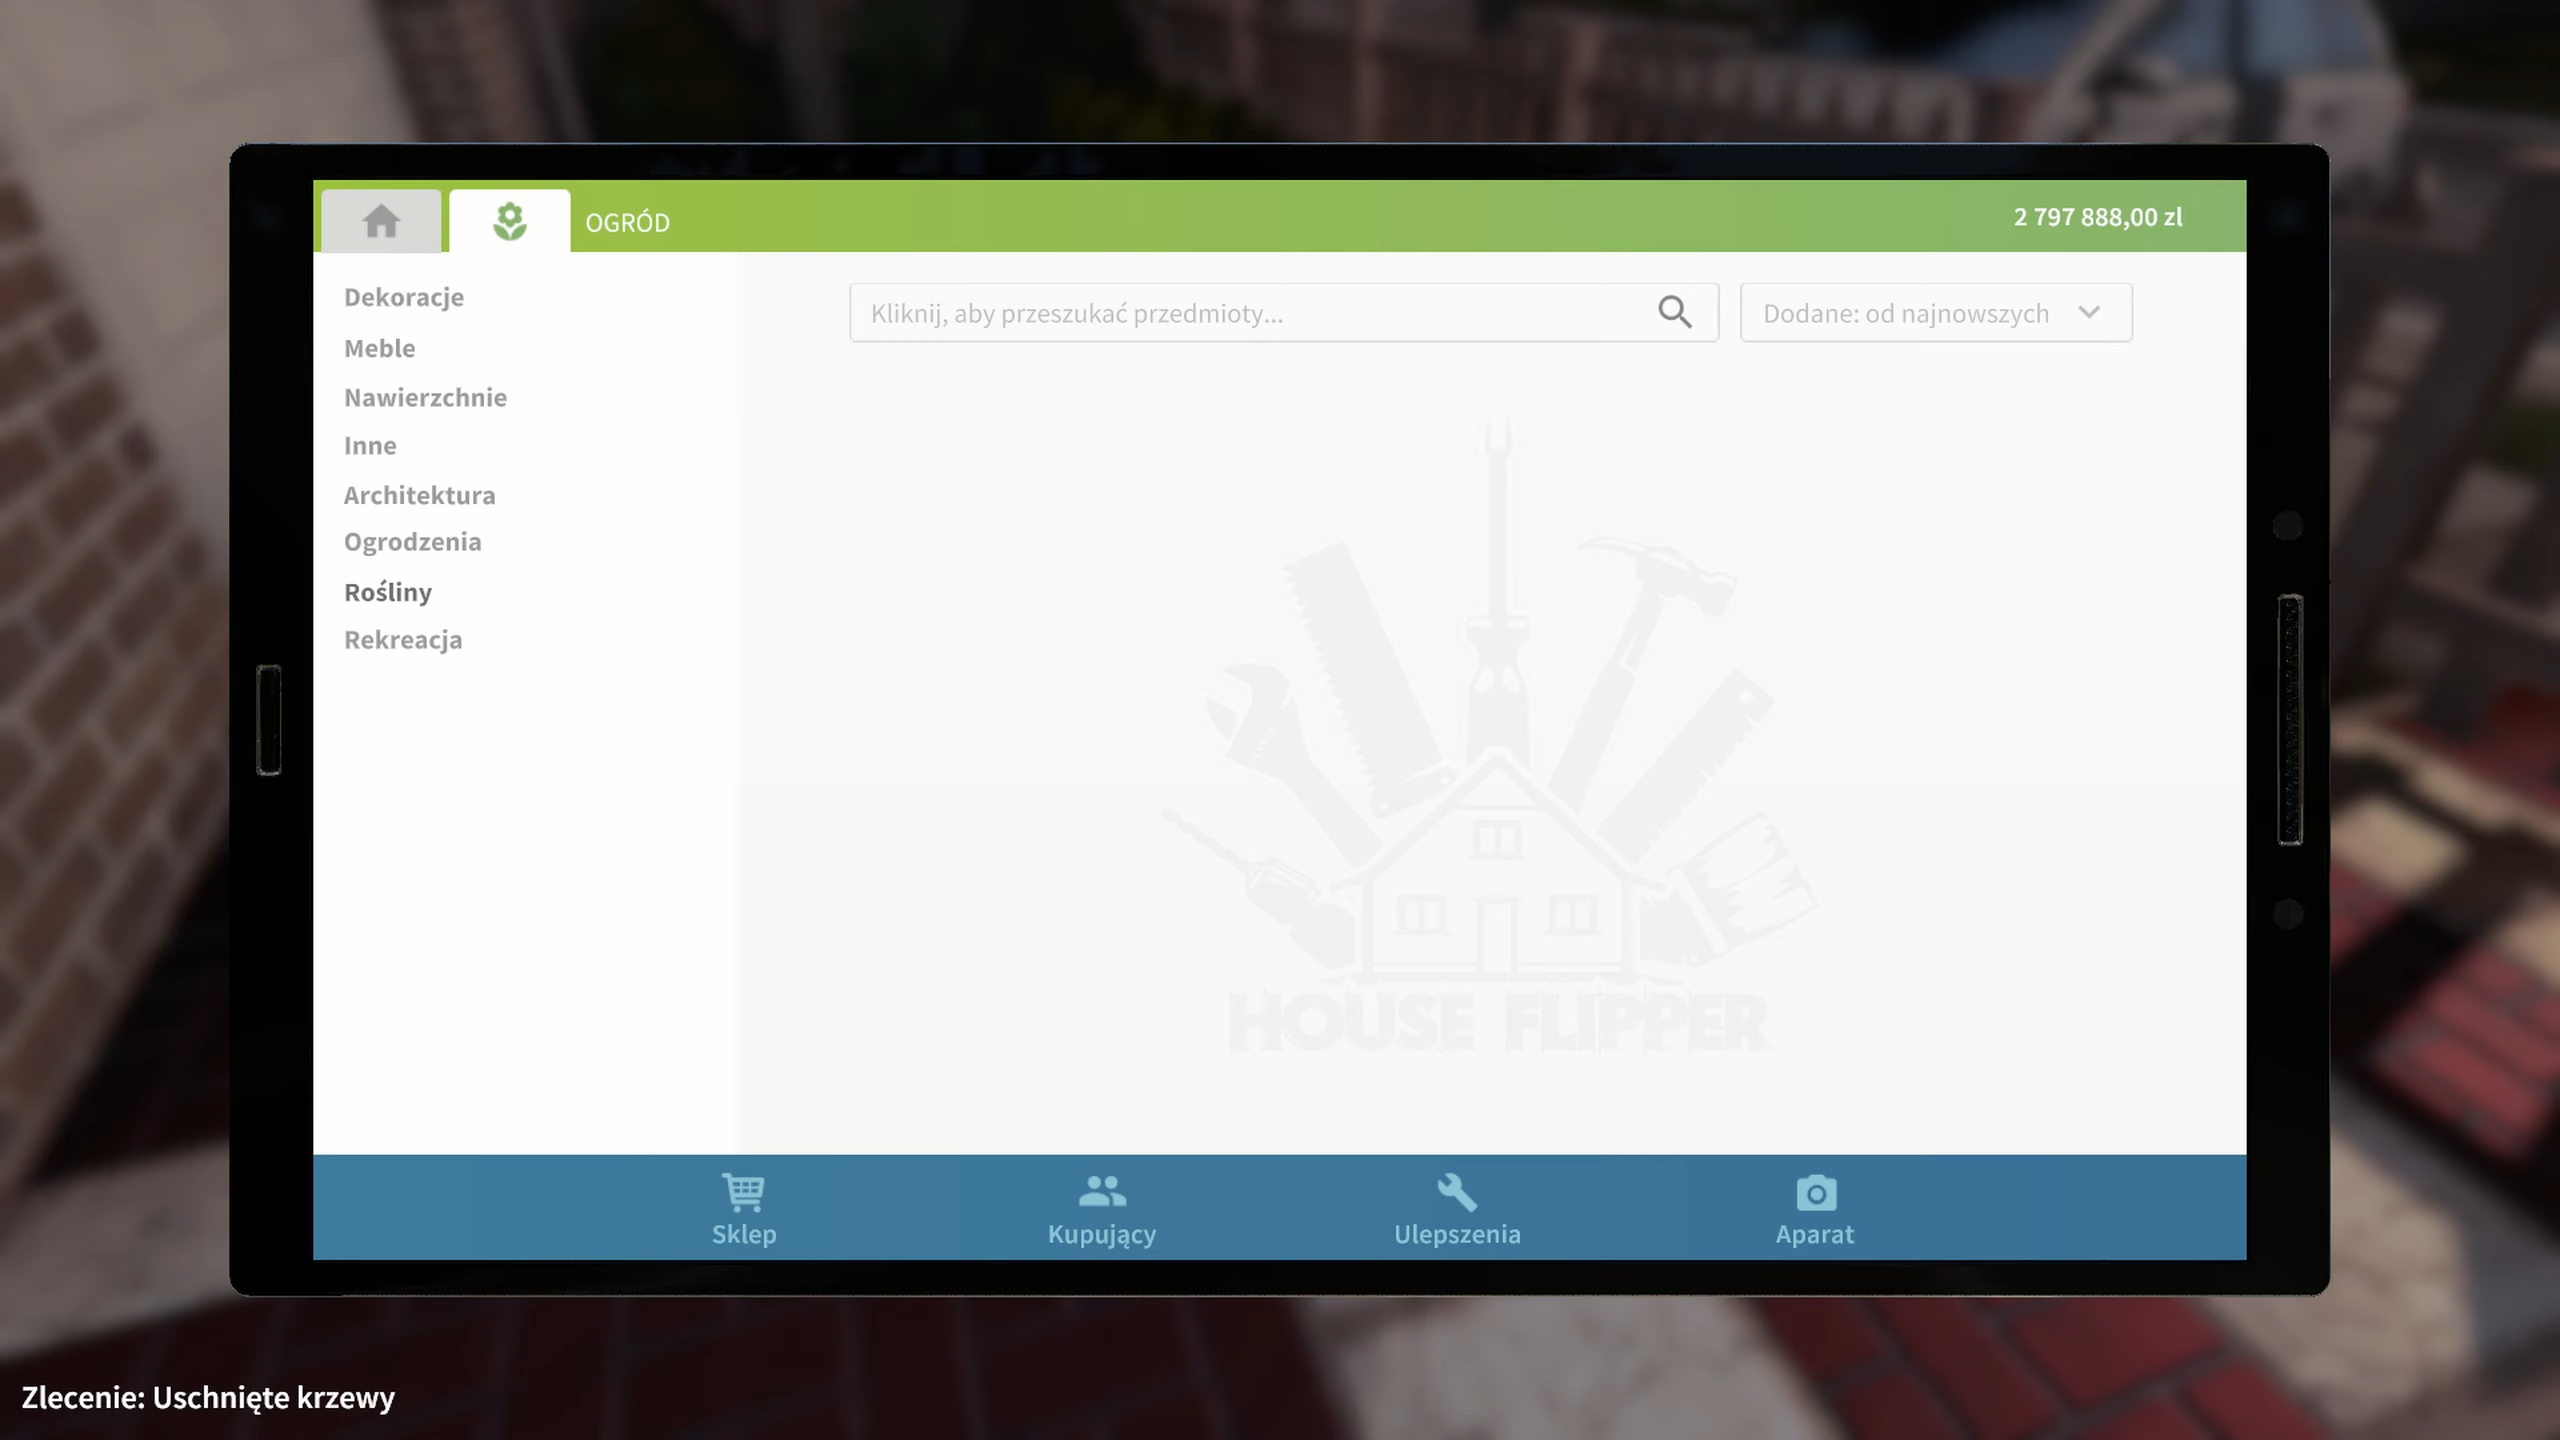 OGRÓD
2 797 888,00 zl
Dekoracje
Meble
Nawierzchnie
Inne
Architektura
Ogrodzenia
Rośliny
Rekreacja
Kliknij, aby przeszukać przedmioty...
Dodane: od najnowszych
HOUSE FLIPPER
Sklep
Kupujący
Ulepszenia
Aparat
Zlecenie: Uschnięte krzewy